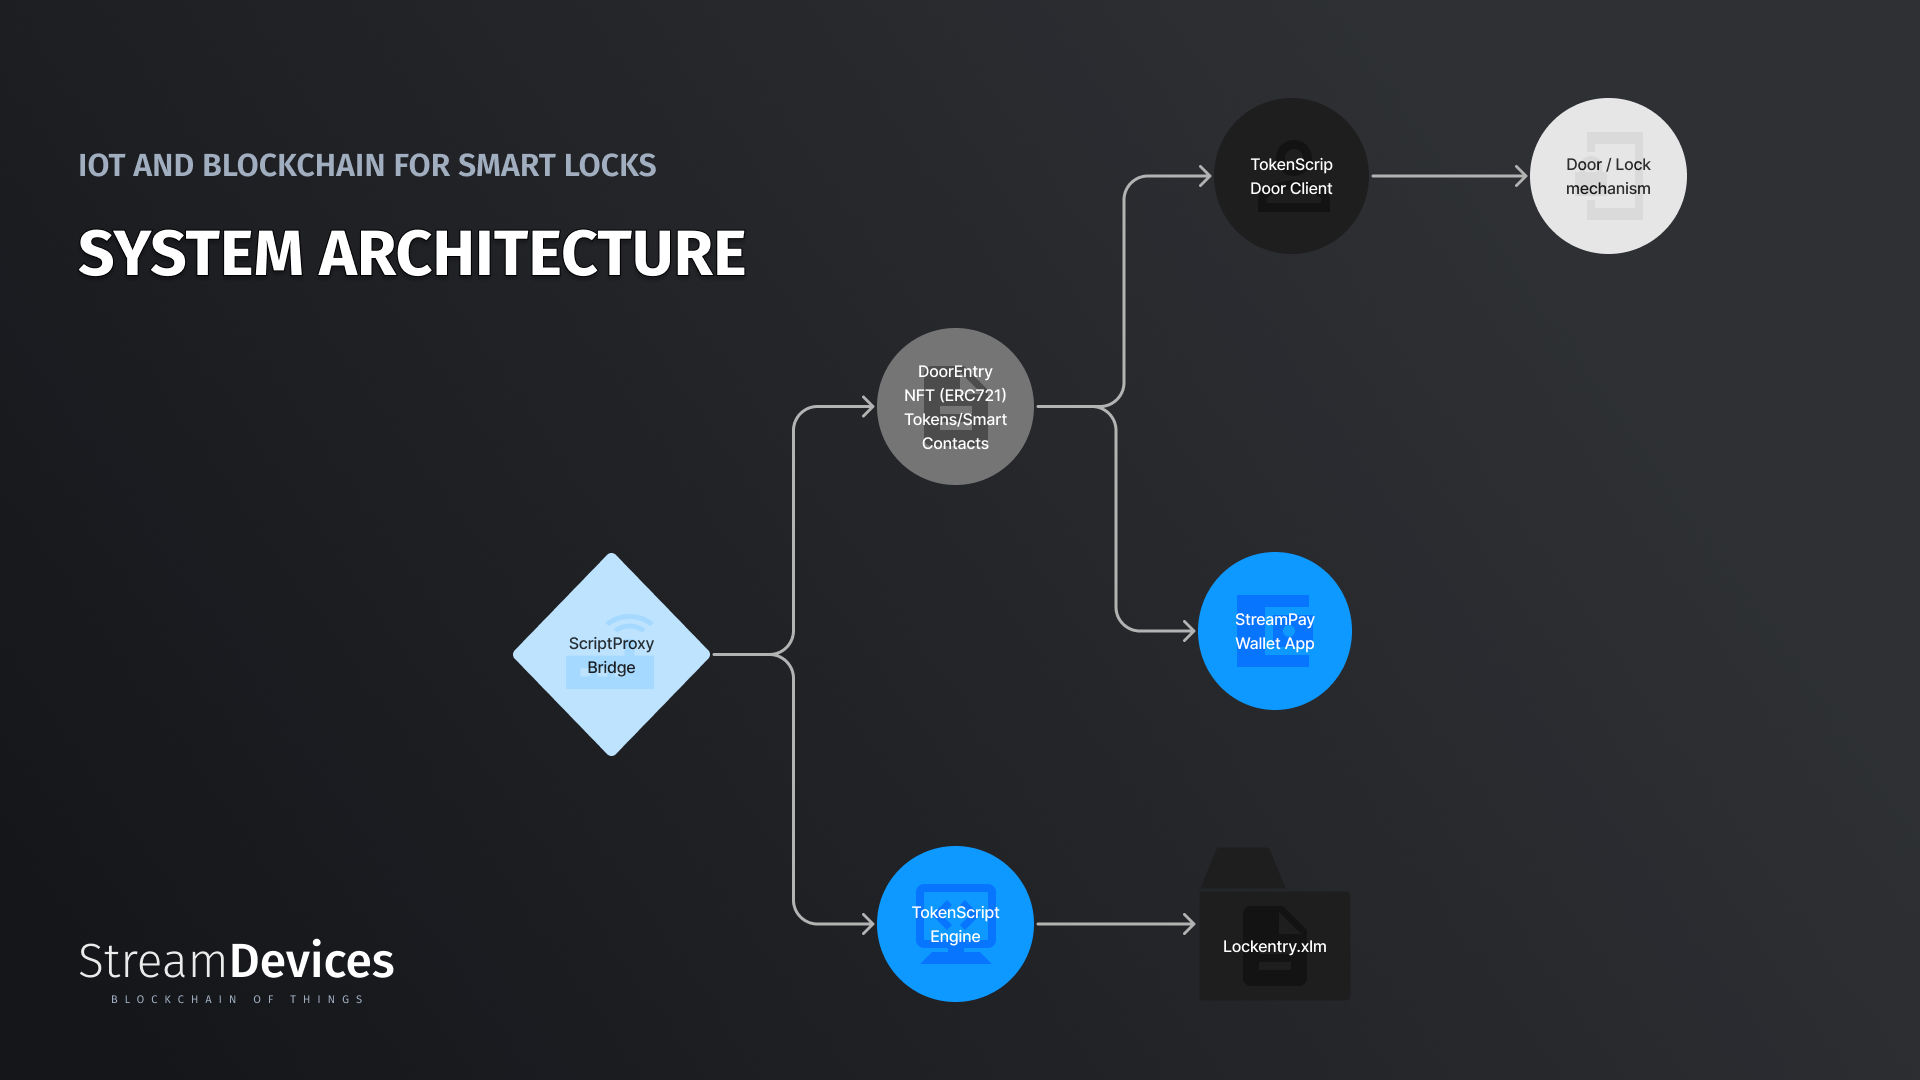 IOT AND BLOCKCHAIN FOR SMART LOCKS
SYSTEM ARCHITECTURE
TokenScrip
Door Client
Door / Lock
mechanism
DoorEntry
NFT (ERC721)
Tokens/Smart
Contacts
ScriptProxy
Bridge
StreamPay
Wallet App
TokenScript
Engine
Lockentry.xlm
StreamDevices
BLOCKCHAIN OF THINGS